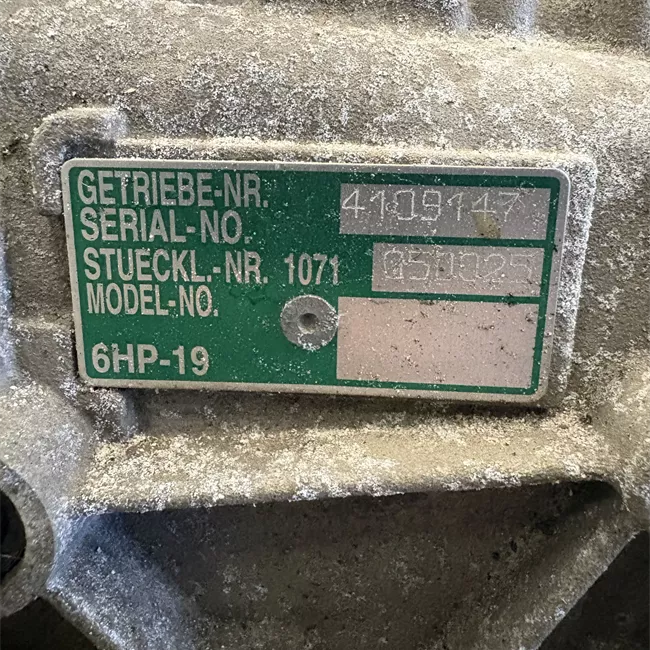 GETRIEBE-NR. 4109147
SERIAL-NO.
STUECKL.-NR. 1071 050025
MODEL-NO.
6HP-19